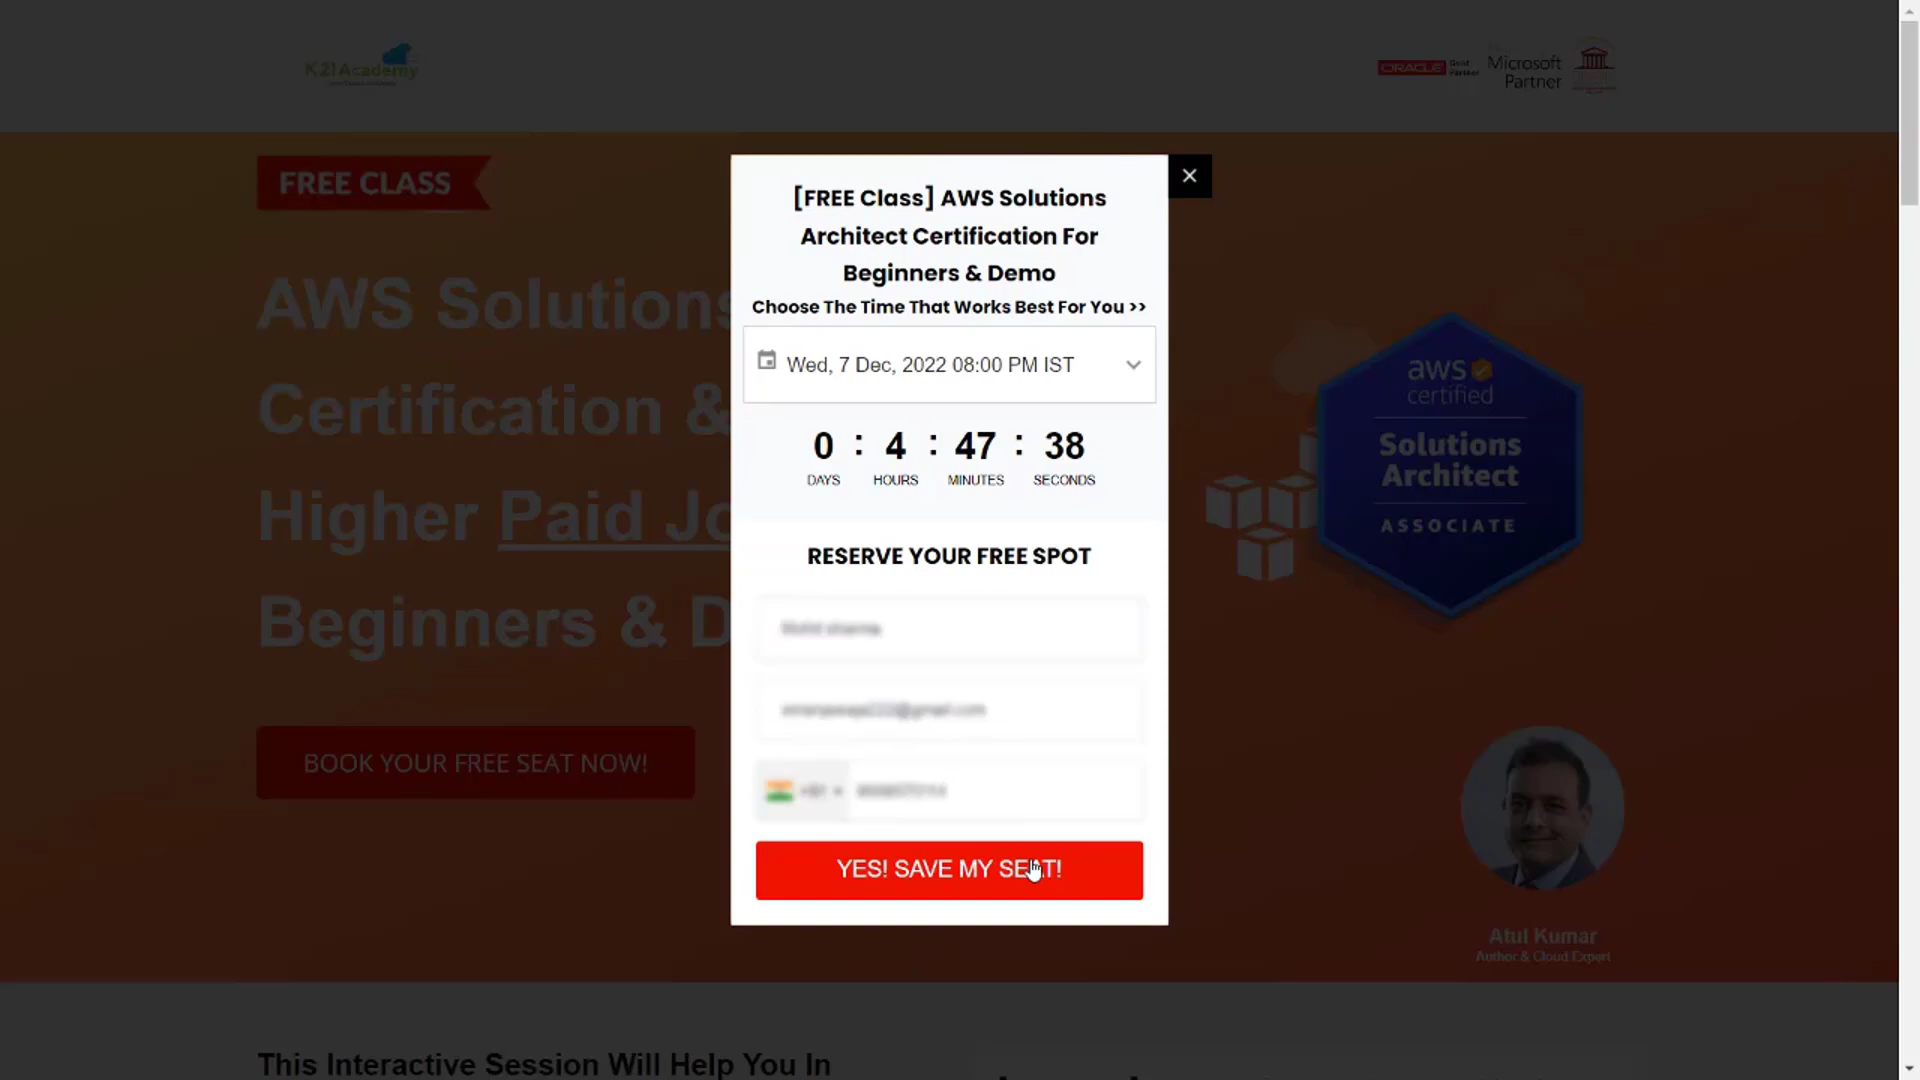 K21Academy
ORACLE Gold Partner
Microsoft Partner
FREE CLASS
AWS Solutions
Certification &
Higher Paid Jo
Beginners & D
BOOK YOUR FREE SEAT NOW!
[FREE Class] AWS Solutions
Architect Certification For
Beginners & Demo
Choose The Time That Works Best For You >>
Wed, 7 Dec, 2022 08:00 PM IST
0 : 4 : 47 : 38
DAYS HOURS MINUTES SECONDS
RESERVE YOUR FREE SPOT
YES! SAVE MY SEAT!
aws
certified
Solutions
Architect
ASSOCIATE
Atul Kumar
Author & Cloud Expert
This Interactive Session Will Help You In